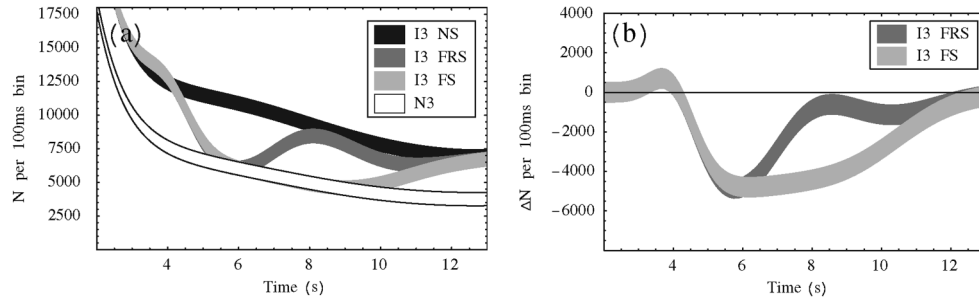 (a)
I3 NS
I3 FRS
I3 FS
N3
17500
15000
12500
10000
7500
5000
2500
N per 100ms bin
4 6 8 10 12
Time (s)
(b)
I3 FRS
I3 FS
4000
2000
0
-2000
-4000
-6000
ΔN per 100ms bin
4 6 8 10 12
Time (s)